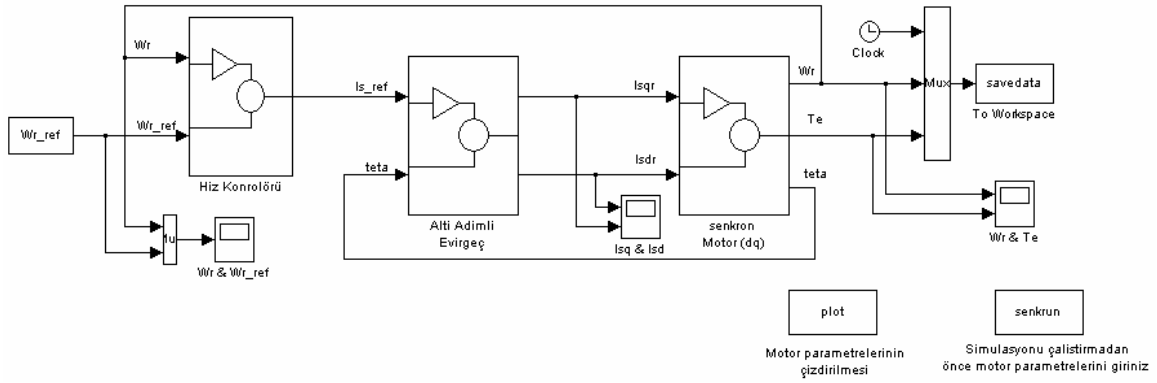 Wr
Wr_ref
Wr_ref
Hiz Konrolörü
Is_ref
teta
Alti Adimli
Evirgeç
Isqr
Isdr
senkron
Motor (dq)
Wr
Te
teta
Clock
Mux
savedata
To Workspace
Wr & Wr_ref
Isq & Isd
Wr & Te
plot
Motor parametrelerinin
çizdirilmesi
senkrun
Simulasyonu çalistirmadan
önce motor parametrelerini giriniz